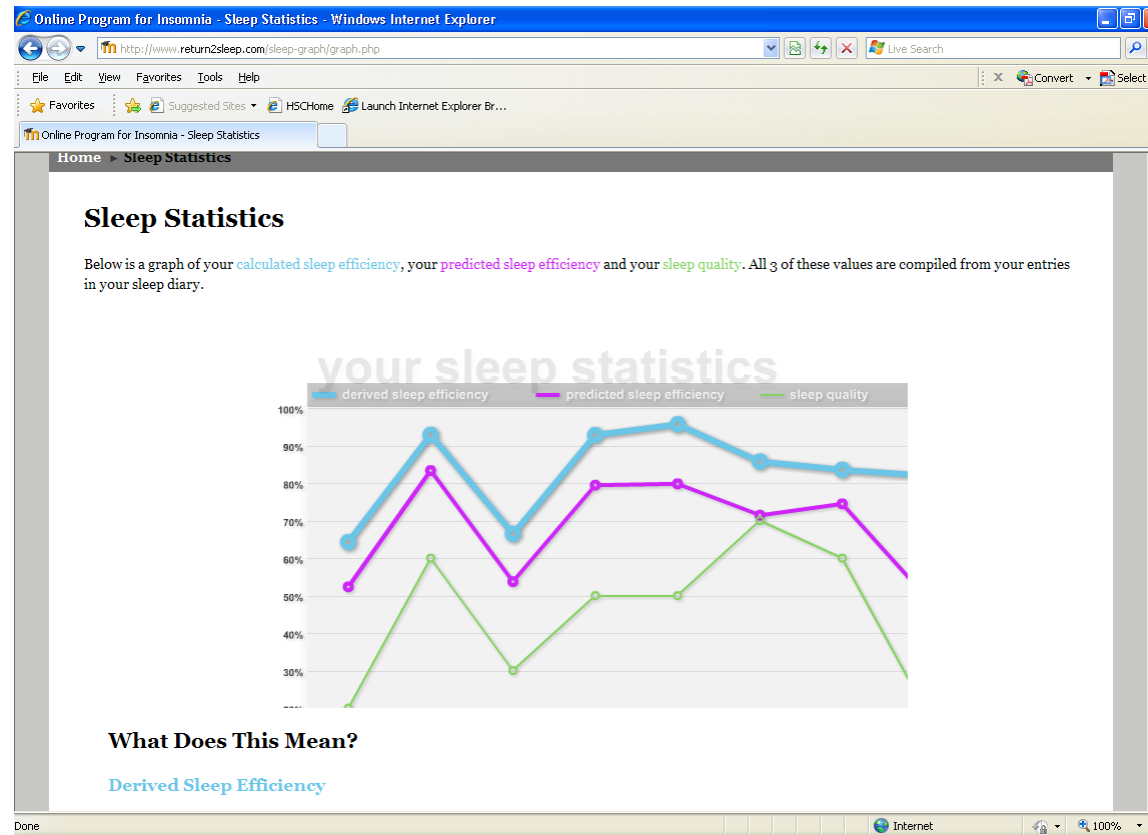 Online Program for Insomnia - Sleep Statistics - Windows Internet Explorer
http://www.return2sleep.com/sleep-graph/graph.php
Live Search
File Edit View Favorites Tools Help
x Convert Select
Favorites Suggested Sites HSCHome Launch Internet Explorer Br...
Online Program for Insomnia - Sleep Statistics
Home ► Sleep Statistics
Sleep Statistics
Below is a graph of your calculated sleep efficiency, your predicted sleep efficiency and your sleep quality. All 3 of these values are compiled from your entries
in your sleep diary.
your sleep statistics
derived sleep efficiency predicted sleep efficiency sleep quality
100%
90%
80%
70%
60%
50%
40%
30%
What Does This Mean?
Derived Sleep Efficiency
Done Internet 100%